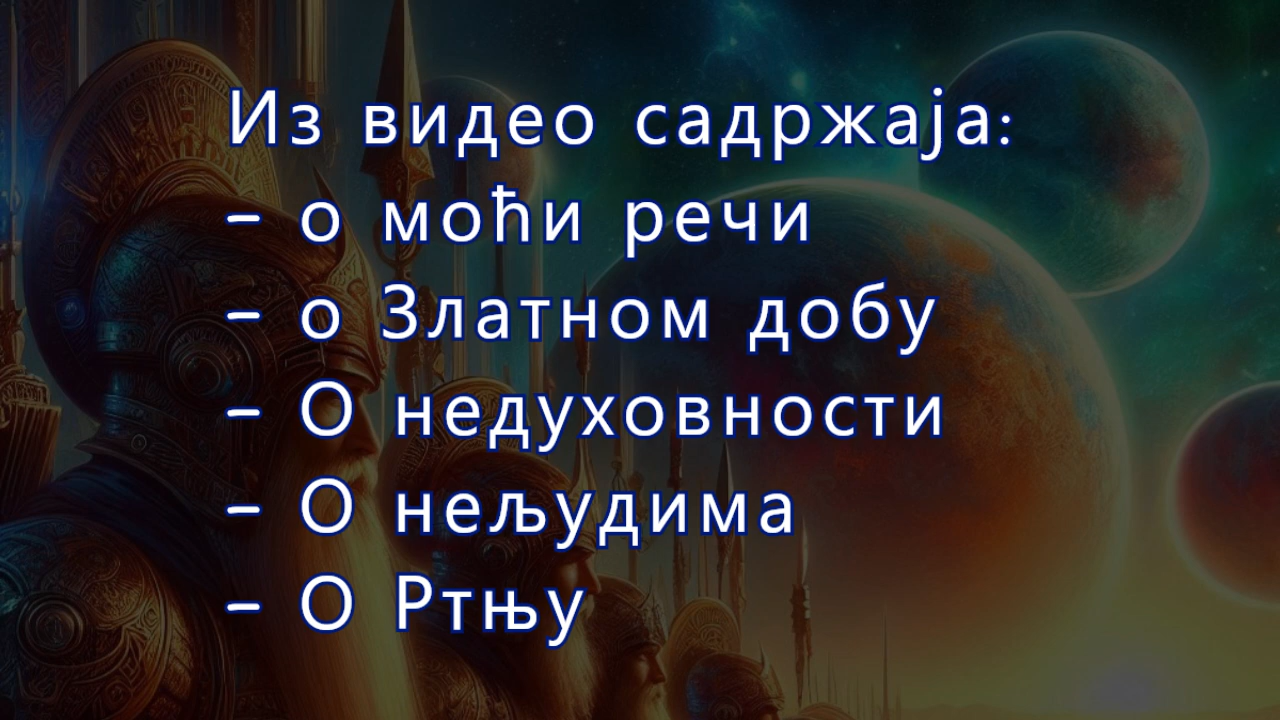 Из видео садржаја:
– о моћи речи
– о Златном добу
– О недуховности
– О нељудима
– О Ртњу